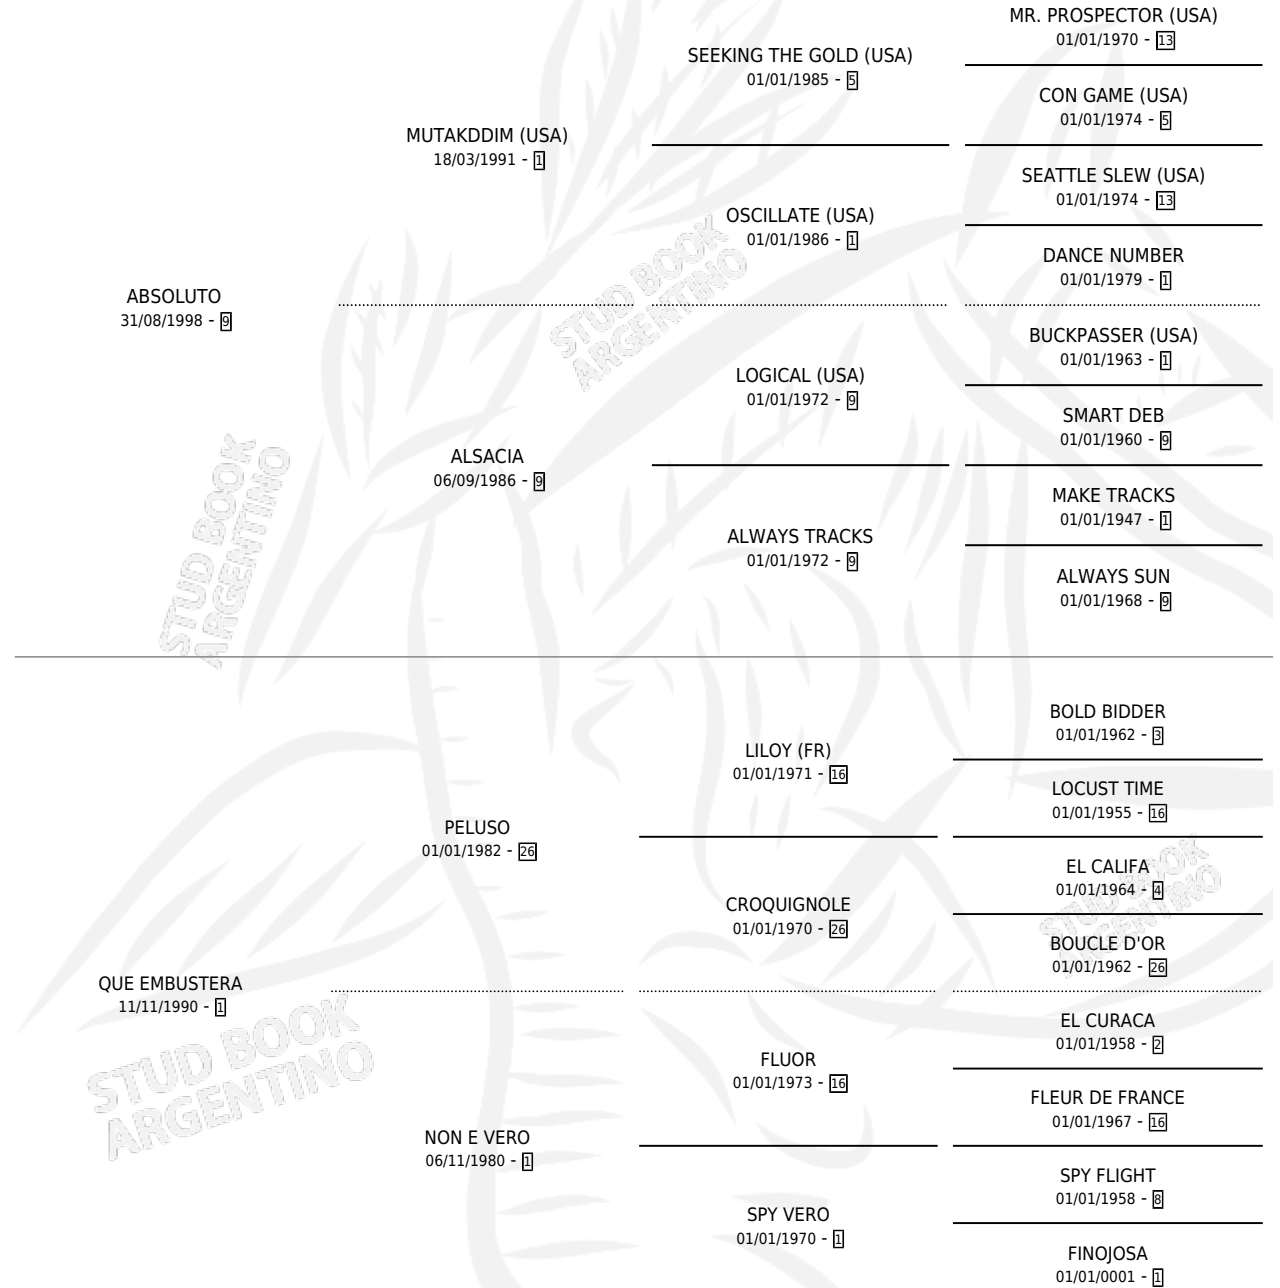 MR. PROSPECTOR (USA)
01/01/1970 - 13
SEEKING THE GOLD (USA)
01/01/1985 - 5
CON GAME (USA)
01/01/1974 - 5
MUTAKDDIM (USA)
18/03/1991 - 1
SEATTLE SLEW (USA)
01/01/1974 - 13
OSCILLATE (USA)
01/01/1986 - 1
DANCE NUMBER
01/01/1979 - 1
ABSOLUTO
31/08/1998 - 9
BUCKPASSER (USA)
01/01/1963 - 1
LOGICAL (USA)
01/01/1972 - 9
SMART DEB
01/01/1960 - 9
ALSACIA
06/09/1986 - 9
MAKE TRACKS
01/01/1947 - 1
ALWAYS TRACKS
01/01/1972 - 9
ALWAYS SUN
01/01/1968 - 9
STUD BOOK
ARGENTINO
STUD BOOK
ARGENTINO
BOLD BIDDER
01/01/1962 - 3
LILOY (FR)
01/01/1971 - 16
LOCUST TIME
01/01/1955 - 16
PELUSO
01/01/1982 - 26
EL CALIFA
01/01/1964 - 4
CROQUIGNOLE
01/01/1970 - 26
BOUCLE D'OR
01/01/1962 - 26
QUE EMBUSTERA
11/11/1990 - 1
EL CURACA
01/01/1958 - 2
FLUOR
01/01/1973 - 16
FLEUR DE FRANCE
01/01/1967 - 16
NON E VERO
06/11/1980 - 1
SPY FLIGHT
01/01/1958 - 8
SPY VERO
01/01/1970 - 1
FINOJOSA
01/01/0001 - 1
STUD BOOK
ARGENTINO
STUD BOOK
ARGENTINO